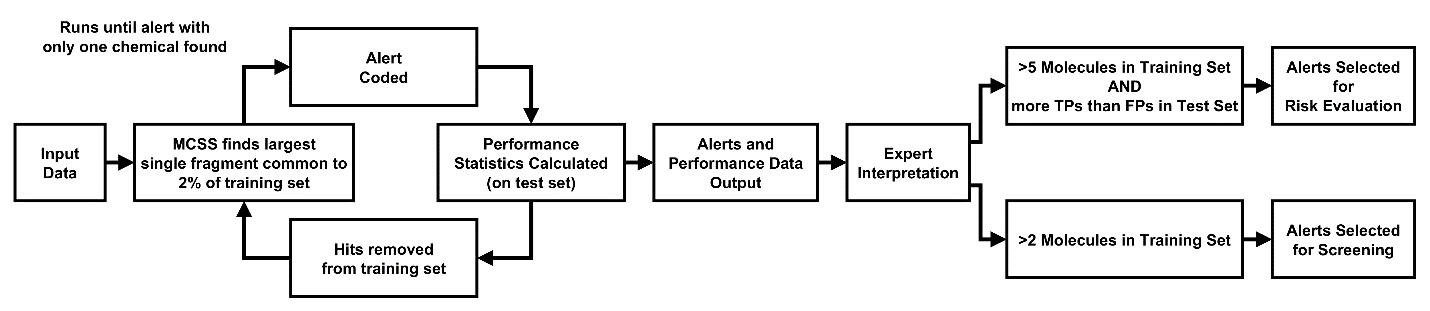 Runs until alert with
only one chemical found
Input
Data
MCSS finds largest
single fragment common to
2% of training set
Alert
Coded
Performance
Statistics Calculated
(on test set)
Hits removed
from training set
Alerts and
Performance Data
Output
Expert
Interpretation
>5 Molecules in Training Set
AND
more TPs than FPs in Test Set
Alerts Selected
for
Risk Evaluation
>2 Molecules in Training Set
Alerts Selected
for Screening